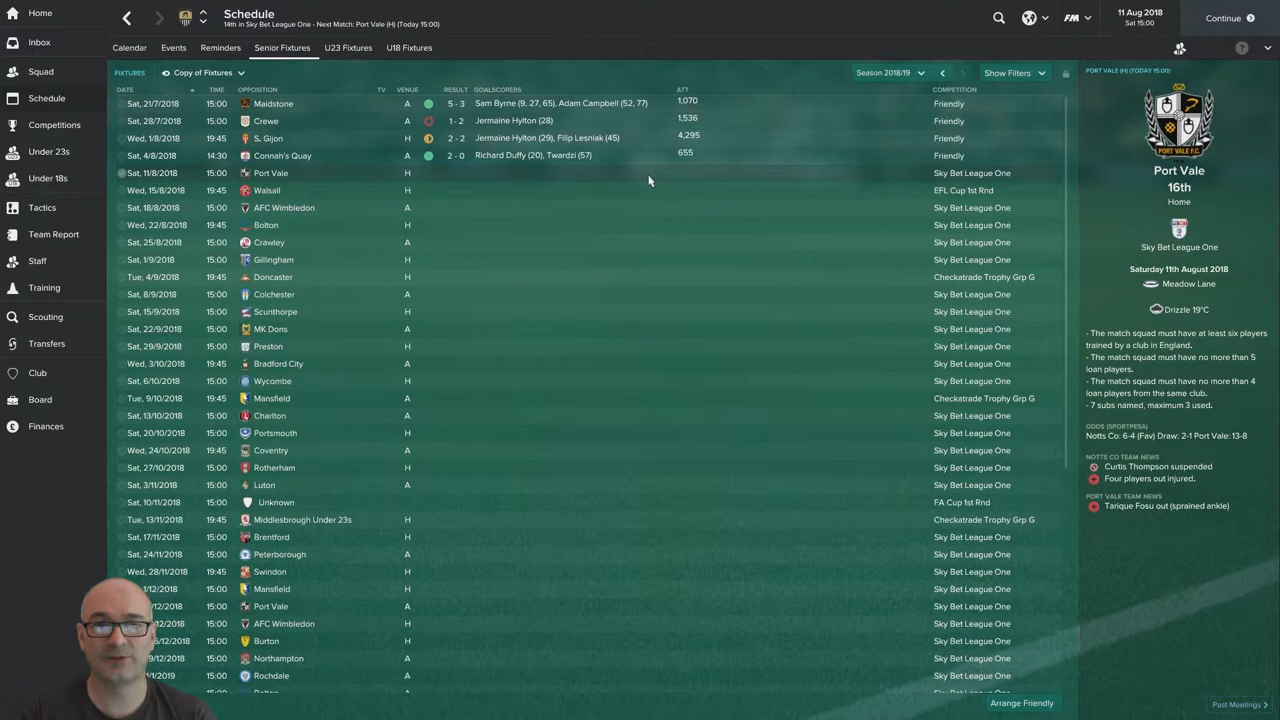 Home
Inbox
Squad
Schedule
Competitions
Under 23s
Under 18s
Tactics
Team Report
Staff
Training
Scouting
Transfers
Club
Board
Finances
Schedule
14th in Sky Bet League One - Next Match: Port Vale (H) (Today 15:00)
FM
11 Aug 2018
Sat 15:00
Continue
Calendar Events Reminders Senior Fixtures U23 Fixtures U18 Fixtures
FIXTURES Copy of Fixtures Season 2018/19 Show Filters
DATE TIME OPPOSITION TV VENUE RESULT GOALSCORERS ATT COMPETITION
Sat, 21/7/2018 15:00 Maidstone A 5 - 3 Sam Byrne (9, 27, 65), Adam Campbell (52, 77) 1,070 Friendly
Sat, 28/7/2018 15:00 Crewe A 1 - 2 Jermaine Hylton (28) 1,536 Friendly
Wed, 1/8/2018 19:45 S. Gijon H 2 - 2 Jermaine Hylton (29), Filip Lesniak (45) 4,295 Friendly
Sat, 4/8/2018 14:30 Connah's Quay A 2 - 0 Richard Duffy (20), Twardzi (57) 655 Friendly
Sat, 11/8/2018 15:00 Port Vale H Sky Bet League One
Wed, 15/8/2018 19:45 Walsall H EFL Cup 1st Rnd
Sat, 18/8/2018 15:00 AFC Wimbledon A Sky Bet League One
Wed, 22/8/2018 19:45 Bolton H Sky Bet League One
Sat, 25/8/2018 15:00 Crawley A Sky Bet League One
Sat, 1/9/2018 15:00 Gillingham H Sky Bet League One
Tue, 4/9/2018 19:45 Doncaster H Checkatrade Trophy Grp G
Sat, 8/9/2018 15:00 Colchester A Sky Bet League One
Sat, 15/9/2018 15:00 Scunthorpe H Sky Bet League One
Sat, 22/9/2018 15:00 MK Dons A Sky Bet League One
Sat, 29/9/2018 15:00 Preston H Sky Bet League One
Wed, 3/10/2018 19:45 Bradford City A Sky Bet League One
Sat, 6/10/2018 15:00 Wycombe H Sky Bet League One
Tue, 9/10/2018 19:45 Mansfield A Checkatrade Trophy Grp G
Sat, 13/10/2018 15:00 Charlton A Sky Bet League One
Sat, 20/10/2018 15:00 Portsmouth H Sky Bet League One
Wed, 24/10/2018 19:45 Coventry A Sky Bet League One
Sat, 27/10/2018 15:00 Rotherham H Sky Bet League One
Sat, 3/11/2018 15:00 Luton A Sky Bet League One
Sat, 10/11/2018 15:00 Unknown FA Cup 1st Rnd
Tue, 13/11/2018 19:45 Middlesbrough Under 23s H Checkatrade Trophy Grp G
Sat, 17/11/2018 15:00 Brentford H Sky Bet League One
Sat, 24/11/2018 15:00 Peterborough A Sky Bet League One
Wed, 28/11/2018 19:45 Swindon H Sky Bet League One
1/12/2018 15:00 Mansfield H Sky Bet League One
/12/2018 15:00 Port Vale A Sky Bet League One
/12/2018 15:00 AFC Wimbledon H Sky Bet League One
/12/2018 15:00 Burton H Sky Bet League One
9/12/2018 15:00 Northampton A Sky Bet League One
1/2019 15:00 Rochdale A Sky Bet League One
Arrange Friendly
PORT VALE (H) (TODAY 15:00)
PORT VALE F.C.
Port Vale
16th
Home
Sky Bet League One
Saturday 11th August 2018
Meadow Lane
Drizzle 19°C
- The match squad must have at least six players
trained by a club in England.
- The match squad must have no more than 5
loan players.
- The match squad must have no more than 4
loan players from the same club.
- 7 subs named, maximum 3 used.
ODDS (SPORTPESA)
Notts Co: 6-4 (Fav) Draw: 2-1 Port Vale: 13-8
NOTTS CO TEAM NEWS
Curtis Thompson suspended
Four players out injured.
PORT VALE TEAM NEWS
Tarique Fosu out (sprained ankle)
Past Meetings